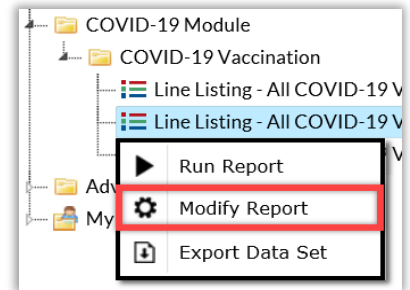 COVID-19 Module
COVID-19 Vaccination
Line Listing - All COVID-19 V
Line Listing - All COVID-19 V
V
Run Report
Adv
Modify Report
My
Export Data Set